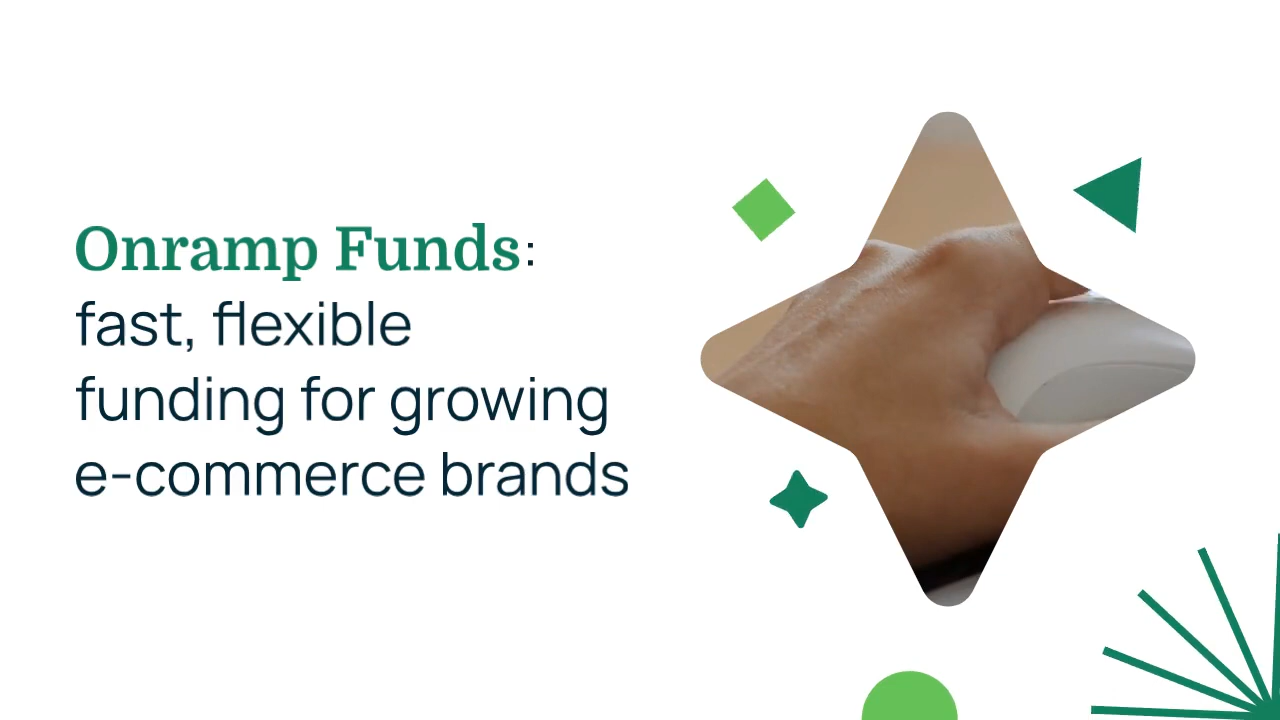 Onramp Funds:
fast, flexible
funding for growing
e-commerce brands